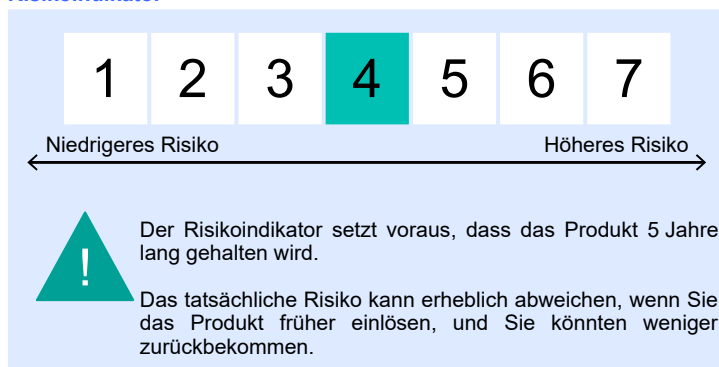 Risikoindikator
1 2 3 4 5 6 7
Niedrigeres Risiko Höheres Risiko
!
Der Risikoindikator setzt voraus, dass das Produkt 5 Jahre
lang gehalten wird.
Das tatsächliche Risiko kann erheblich abweichen, wenn Sie
das Produkt früher einlösen, und Sie könnten weniger
zurückbekommen.